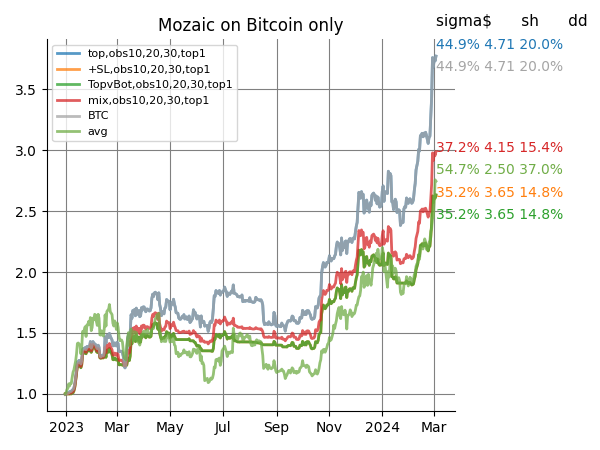 Mozaic on Bitcoin only
sigma$ sh dd
top,obs10,20,30,top1
+SL,obs10,20,30,top1
TopvBot,obs10,20,30,top1
mix,obs10,20,30,top1
BTC
avg
44.9% 4.71 20.0%
44.9% 4.71 20.0%
37.2% 4.15 15.4%
54.7% 2.50 37.0%
35.2% 3.65 14.8%
35.2% 3.65 14.8%
3.5
3.0
2.5
2.0
1.5
1.0
2023 Mar May Jul Sep Nov 2024 Mar